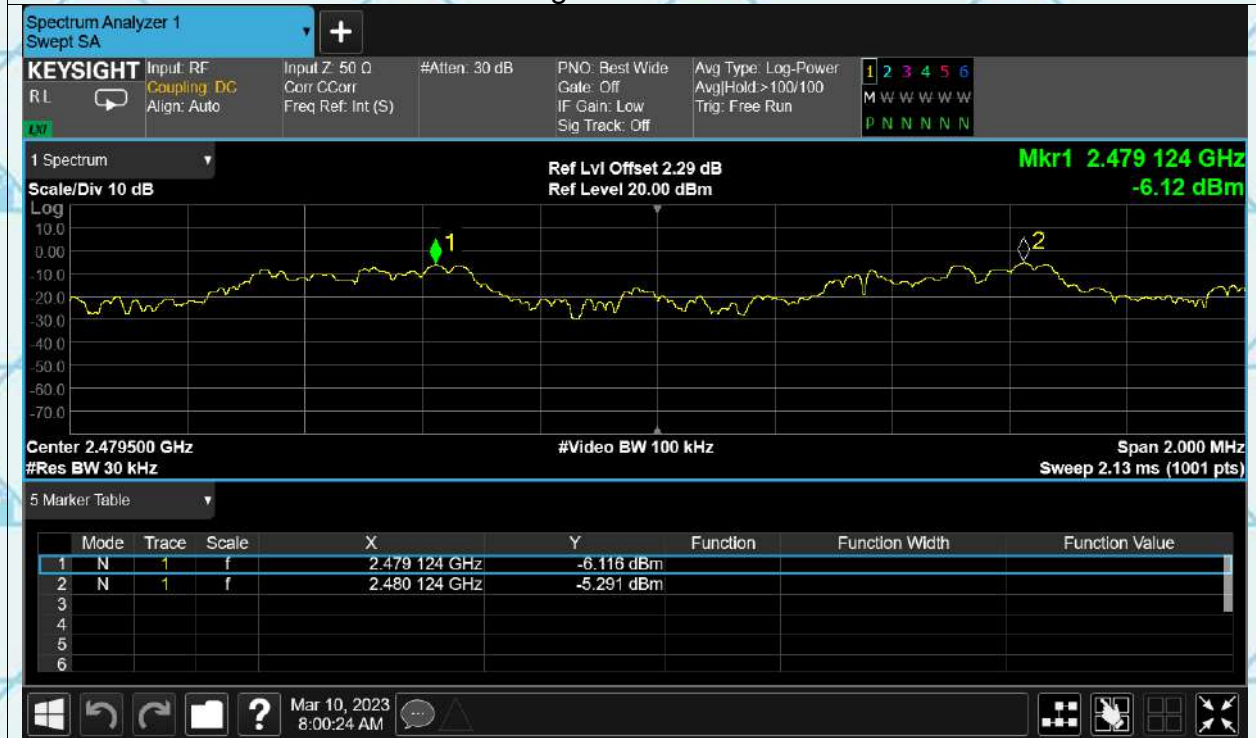 Spectrum Analyzer 1
Swept SA
+
KEYSIGHT
RL
LXI
Input: RF
Coupling: DC
Align: Auto
Input Z: 50 Ω
Corr CCorr
Freq Ref: Int (S)
#Atten: 30 dB
PNO: Best Wide
Gate: Off
IF Gain: Low
Sig Track: Off
Avg Type: Log-Power
Avg|Hold:>100/100
Trig: Free Run
1 2 3 4 5 6
M W W W W W
P N N N N N
1 Spectrum
Scale/Div 10 dB
Ref Lvl Offset 2.29 dB
Ref Level 20.00 dBm
Mkr1 2.479 124 GHz
-6.12 dBm
Log
10.0
0.00
-10.0
-20.0
-30.0
-40.0
-50.0
-60.0
-70.0
1
2
Center 2.479500 GHz
#Res BW 30 kHz
#Video BW 100 kHz
Span 2.000 MHz
Sweep 2.13 ms (1001 pts)
5 Marker Table
Mode Trace Scale X Y Function Function Width Function Value
1 N 1 f 2.479 124 GHz -6.116 dBm
2 N 1 f 2.480 124 GHz -5.291 dBm
3
4
5
6
?
Mar 10, 2023
8:00:24 AM